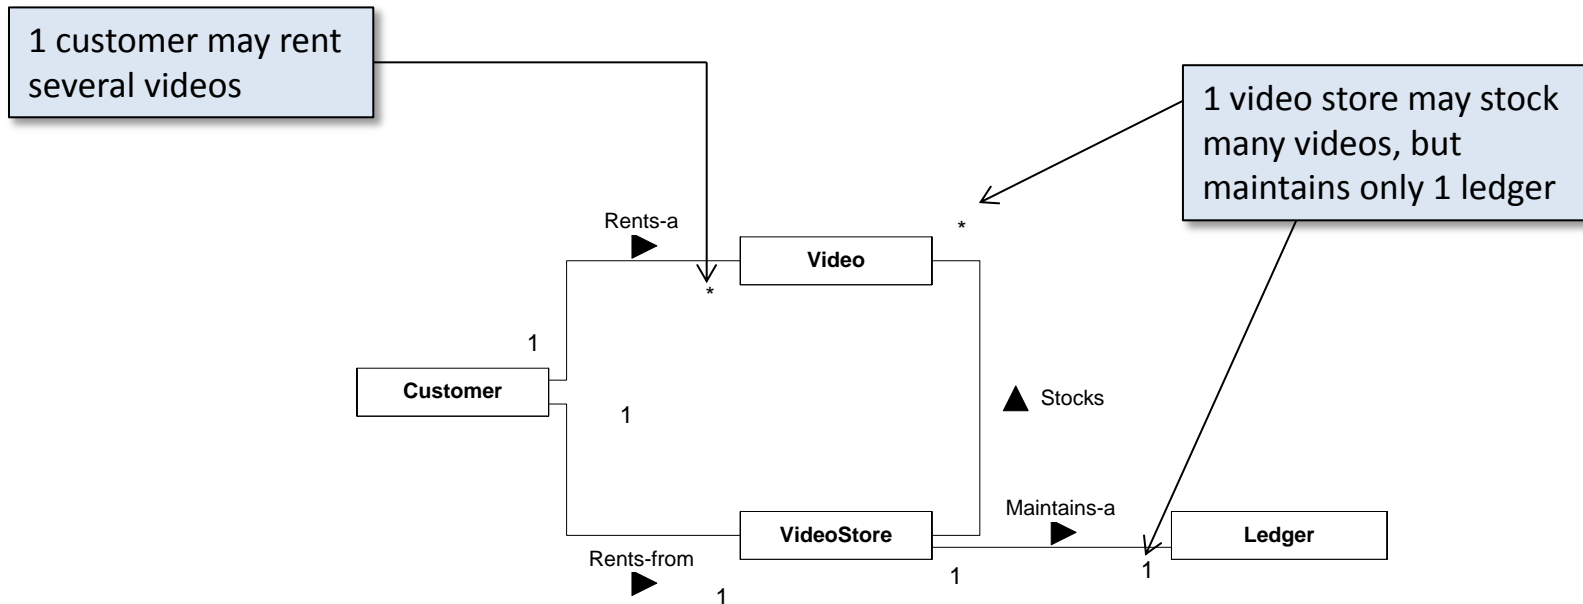 1 customer may rent
several videos
1 video store may stock
many videos, but
maintains only 1 ledger
Rents-a
*
Video
*
1
Customer
1
Stocks
Maintains-a
VideoStore
Ledger
Rents-from
1
1
1